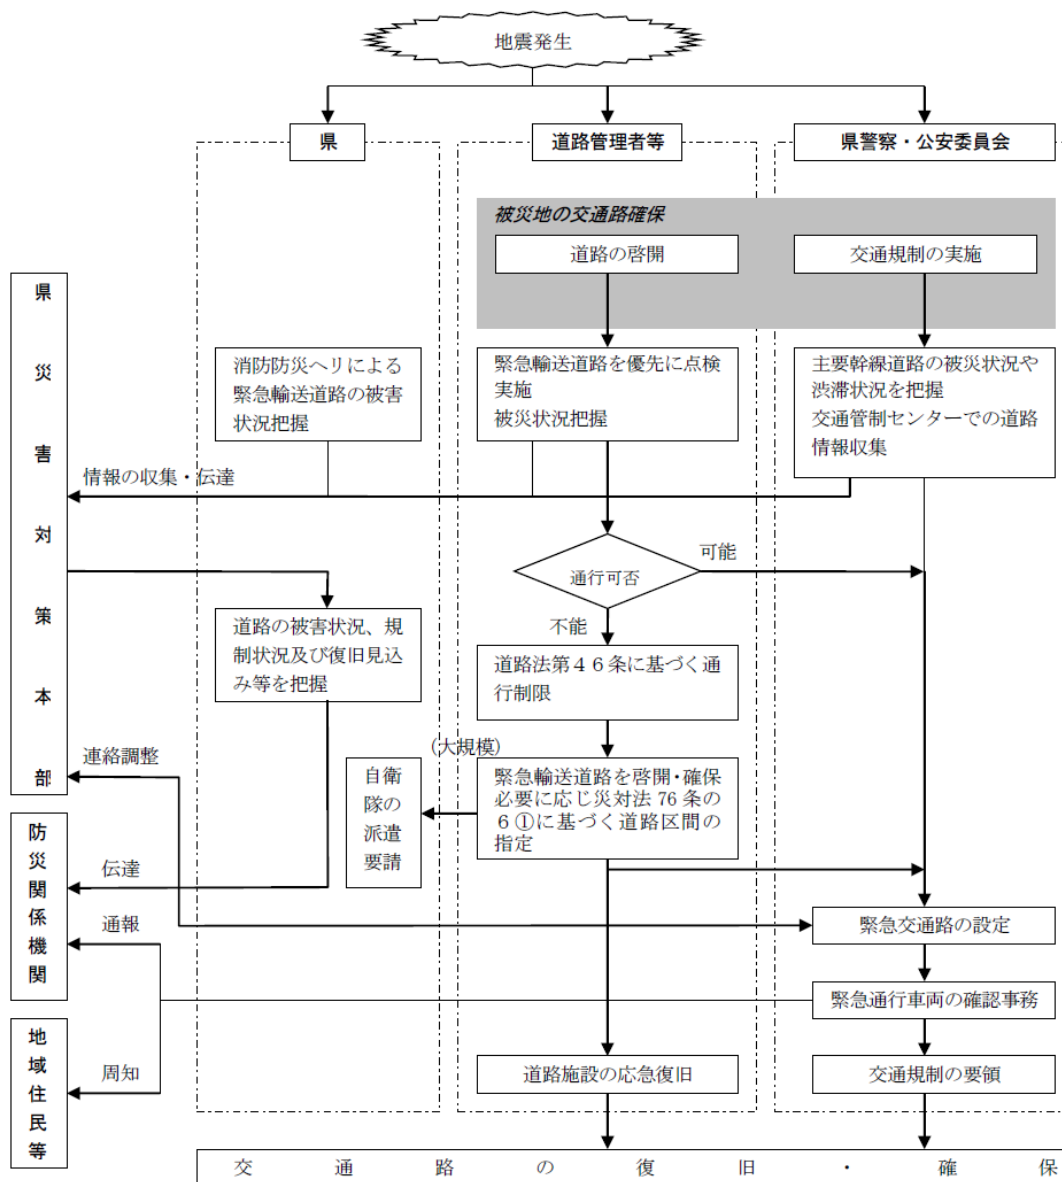 地震発生
県
道路管理者等
県警察・公安委員会
被災地の交通路確保
道路の啓開
交通規制の実施
県災害対策本部
消防防災ヘリによる
緊急輸送道路の被害
状況把握
緊急輸送道路を優先に点検
実施
被災状況把握
主要幹線道路の被災状況や
渋滞状況を把握
交通管制センターでの道路
情報収集
情報の収集・伝達
通行可否
可能
不能
道路の被害状況、規
制状況及び復旧見込
み等を把握
道路法第46条に基づく通
行制限
(大規模)
連絡調整
自衛
隊の
派遣
要請
緊急輸送道路を啓開・確保
必要に応じ災対法 76 条の
6①に基づく道路区間の
指定
防災関係機関
伝達
通報
緊急交通路の設定
緊急通行車両の確認事務
地域住民等
周知
道路施設の応急復旧
交通規制の要領
交通路の復旧・確保